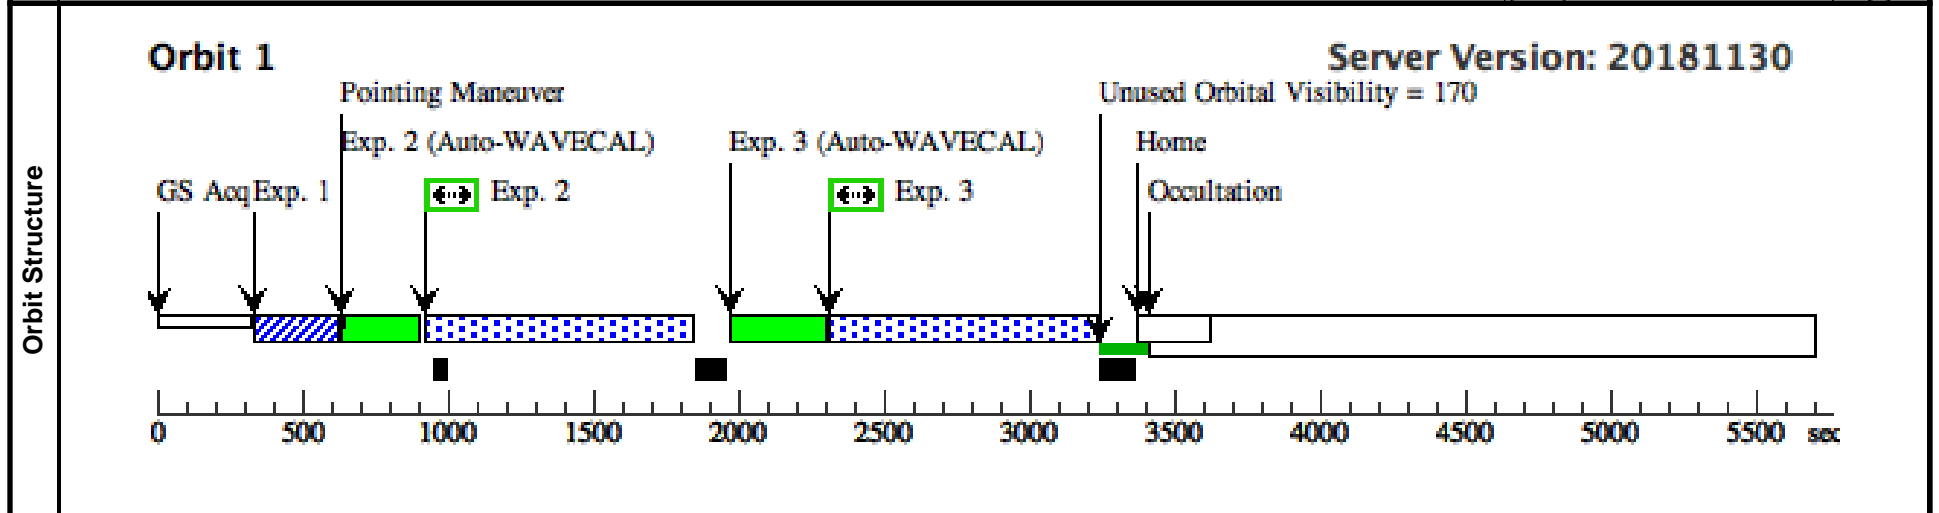 Orbit 1
Server Version: 20181130
Pointing Maneuver
Unused Orbital Visibility = 170
Exp. 2 (Auto-WAVECAL)
Exp. 3 (Auto-WAVECAL)
Home
GS Acq
Exp. 1
Exp. 2
Exp. 3
Occultation
Orbit Structure
0 500 1000 1500 2000 2500 3000 3500 4000 4500 5000 5500 sec